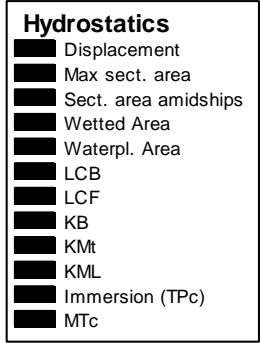 Hydrostatics
Displacement
Max sect. area
Sect. area amidships
Wetted Area
Waterpl. Area
LCB
LCF
KB
KMt
KML
Immersion (TPc)
MTc